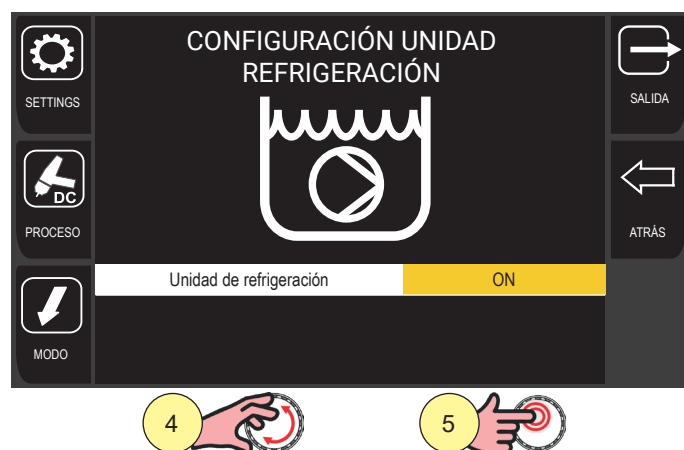 CONFIGURACIÓN UNIDAD
REFRIGERACIÓN
SETTINGS
SALIDA
DC
PROCESO
ATRÁS
Unidad de refrigeración
ON
MODO
4
5